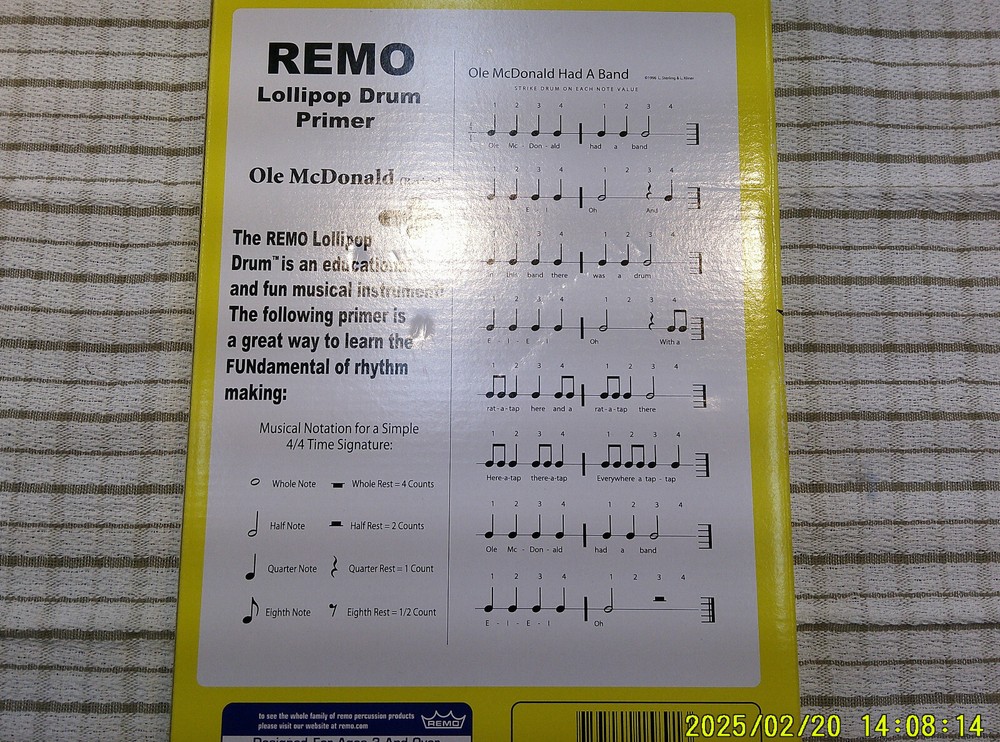 REMO
Lollipop Drum
Primer
Ole McDonald
The REMO Lollipop
Drum™ is an educational
and fun musical instrument!
The following primer is
a great way to learn the
FUNdamental of rhythm
making:
Musical Notation for a Simple
4/4 Time Signature:
Whole Note Whole Rest = 4 Counts
Half Note Half Rest = 2 Counts
Quarter Note Quarter Rest = 1 Count
Eighth Note Eighth Rest = 1/2 Count
Ole McDonald Had A Band
STRIKE DRUM ON EACH NOTE VALUE
1 2 3 4 1 2 3 4
Ole Mc - Don - ald had a band
1 2 3 4 1 2 3 4
E - I Oh And
1 2 3 4 1 2 3 4
this band there was a drum
1 2 3 4 1 2 3 4
E - I - E - I Oh With a
1 2 3 4 1 2 3 4
rat - a - tap here and a rat - a - tap there
1 2 3 4 1 2 3 4
Here-a-tap there-a-tap Everywhere a tap - tap
1 2 3 4 1 2 3 4
Ole Mc - Don - ald had a band
1 2 3 4 1 2 3 4
E - I - E - I Oh
to see the whole family of remo percussion products
please visit our website at remo.com
REMO
Designed For Ages 3 And Over
2025/02/20 14:08:14